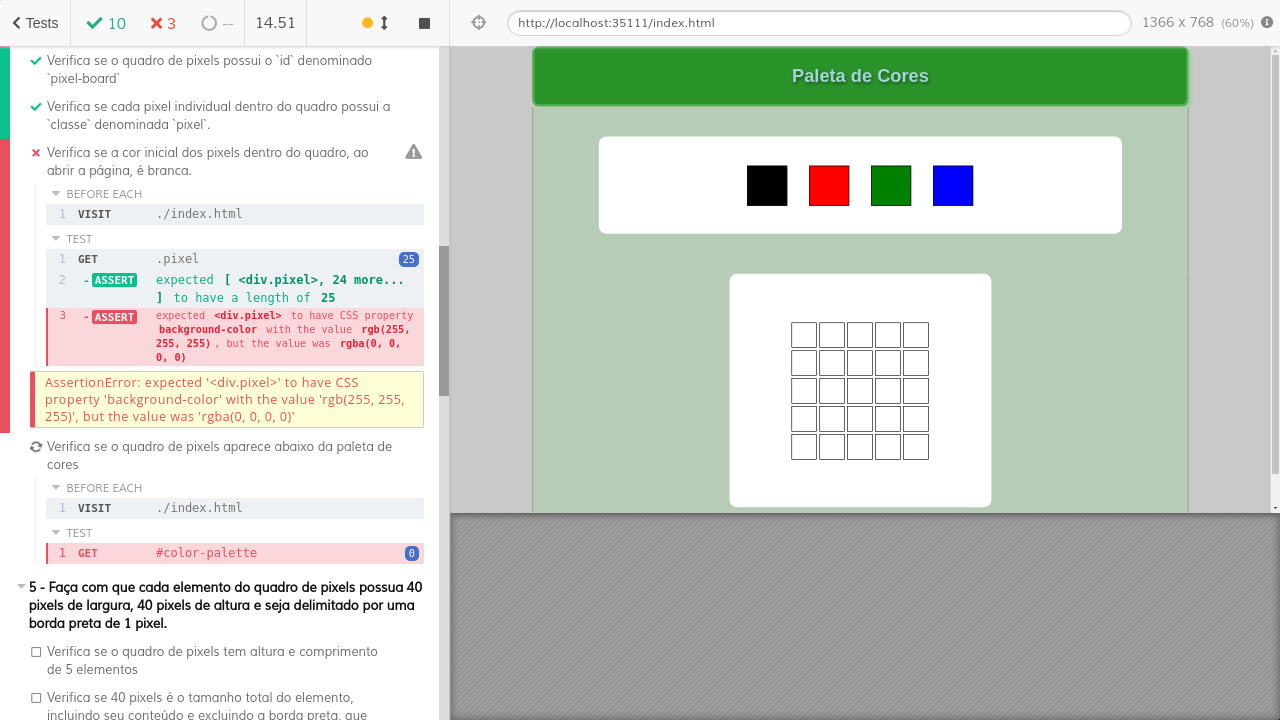 Tests
10
3
--
14.51
http://localhost:35111/index.html
1366 x 768 (60%)
Verifica se o quadro de pixels possui o `id` denominado
`pixel-board`
Verifica se cada pixel individual dentro do quadro possui a
`classe` denominada `pixel`.
Verifica se a cor inicial dos pixels dentro do quadro, ao
abrir a página, é branca.
BEFORE EACH
1 VISIT ./index.html
TEST
1 GET .pixel 25
2 -ASSERT expected [ <div.pixel>, 24 more...
] to have a length of 25
3 -ASSERT expected <div.pixel> to have CSS property
background-color with the value rgb(255,
255, 255), but the value was rgba(0, 0,
0, 0)
AssertionError: expected '<div.pixel>' to have CSS
property 'background-color' with the value 'rgb(255, 255,
255)', but the value was 'rgba(0, 0, 0, 0)'
Verifica se o quadro de pixels aparece abaixo da paleta de
cores
BEFORE EACH
1 VISIT ./index.html
TEST
1 GET #color-palette 0
5 - Faça com que cada elemento do quadro de pixels possua 40
pixels de largura, 40 pixels de altura e seja delimitado por uma
borda preta de 1 pixel.
Verifica se o quadro de pixels tem altura e comprimento
de 5 elementos
Verifica se 40 pixels é o tamanho total do elemento,
incluindo seu conteúdo e excluindo a borda preta, que
Paleta de Cores